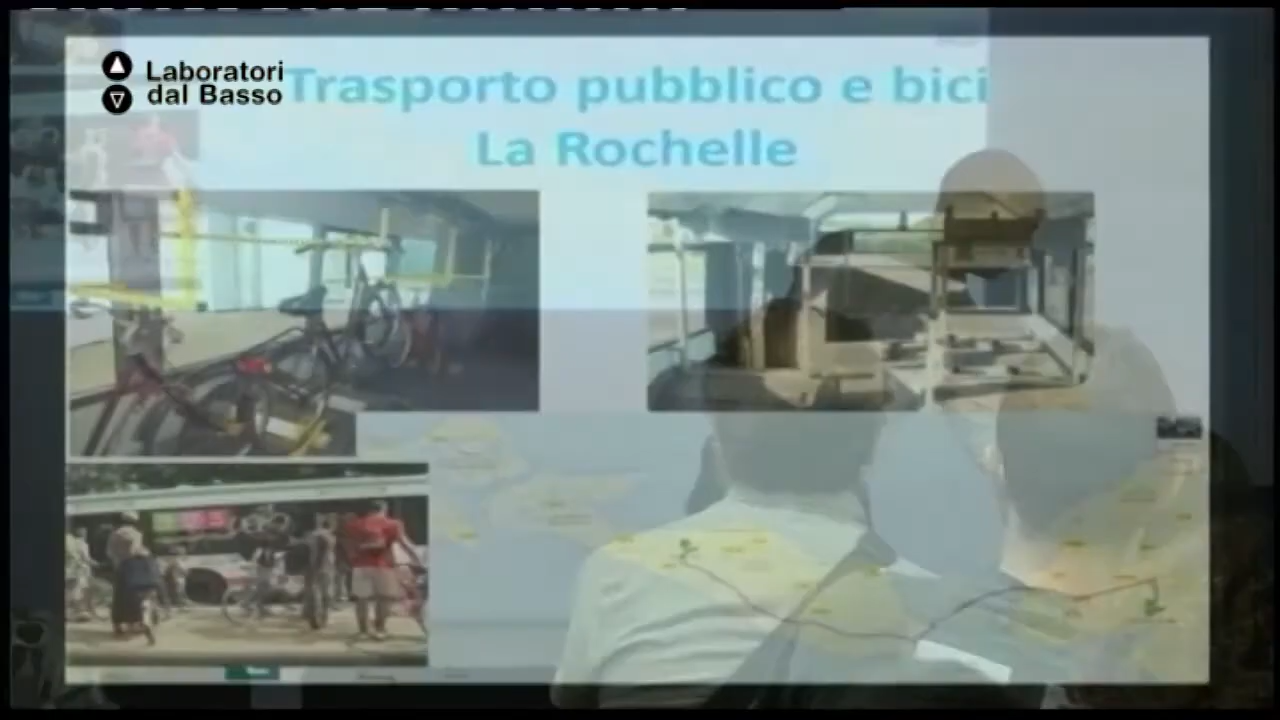 Laboratori
dal Basso
Trasporto pubblico e bici
La Rochelle